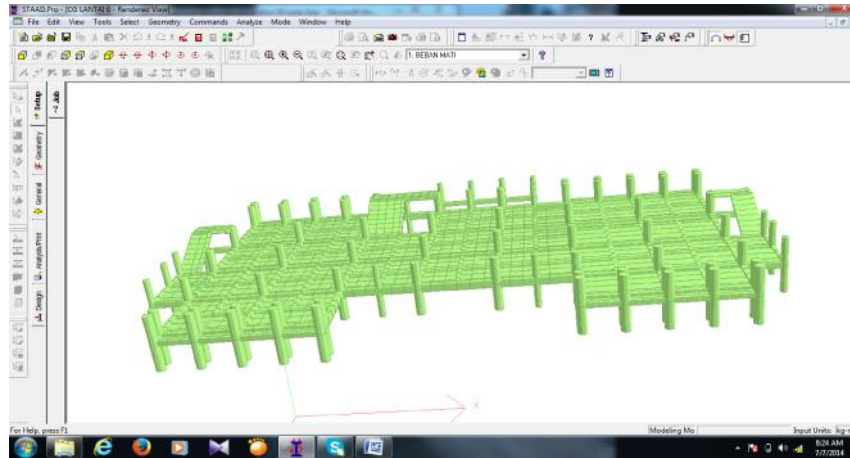 STAAD.Pro - [CG LANTAI 6 - Rendered View]
File Edit View Tools Select Geometry Commands Analyze Mode Window Help
1: BEBAN MATI
Setup
Job
Geometry
General
Analysis/Print
Design
X
For Help, press F1
Modeling Mo
Input Units: kg-
8:24 AM
7/7/2014